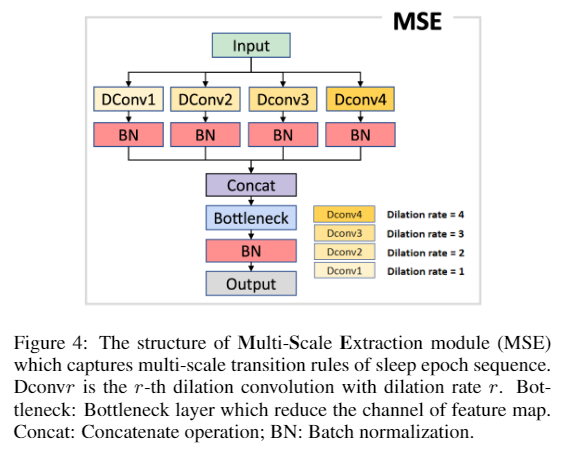 MSE
Input
DConv1 DConv2 Dconv3 Dconv4
BN BN BN BN
Concat
Bottleneck
BN
Output
Dconv4 Dilation rate = 4
Dconv3 Dilation rate = 3
Dconv2 Dilation rate = 2
Dconv1 Dilation rate = 1
Figure 4: The structure of Multi-Scale Extraction module (MSE)
which captures multi-scale transition rules of sleep epoch sequence.
Dconvr is the r-th dilation convolution with dilation rate r. Bot-
tleneck: Bottleneck layer which reduce the channel of feature map.
Concat: Concatenate operation; BN: Batch normalization.